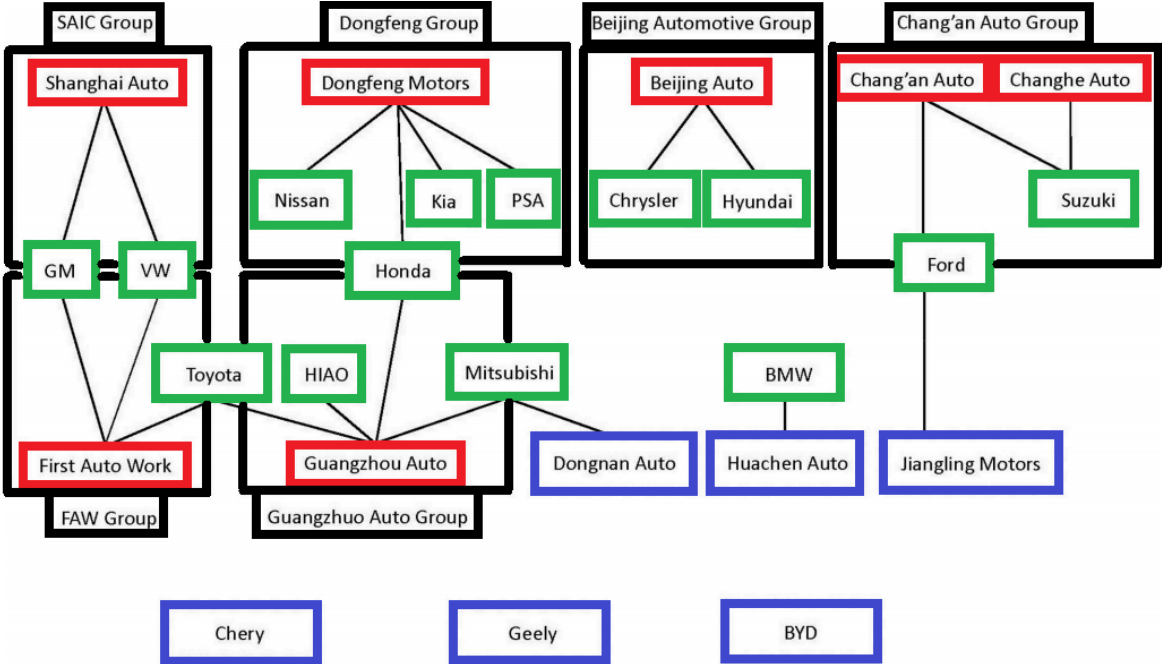 SAIC Group
Dongfeng Group
Beijing Automotive Group
Chang'an Auto Group
Shanghai Auto
Dongfeng Motors
Beijing Auto
Chang'an Auto
Changhe Auto
Nissan
Kia
PSA
Chrysler
Hyundai
Suzuki
GM
VW
Honda
Ford
Toyota
HIAO
Mitsubishi
BMW
First Auto Work
Guangzhou Auto
Dongnan Auto
Huachen Auto
Jiangling Motors
FAW Group
Guangzhuo Auto Group
Chery
Geely
BYD